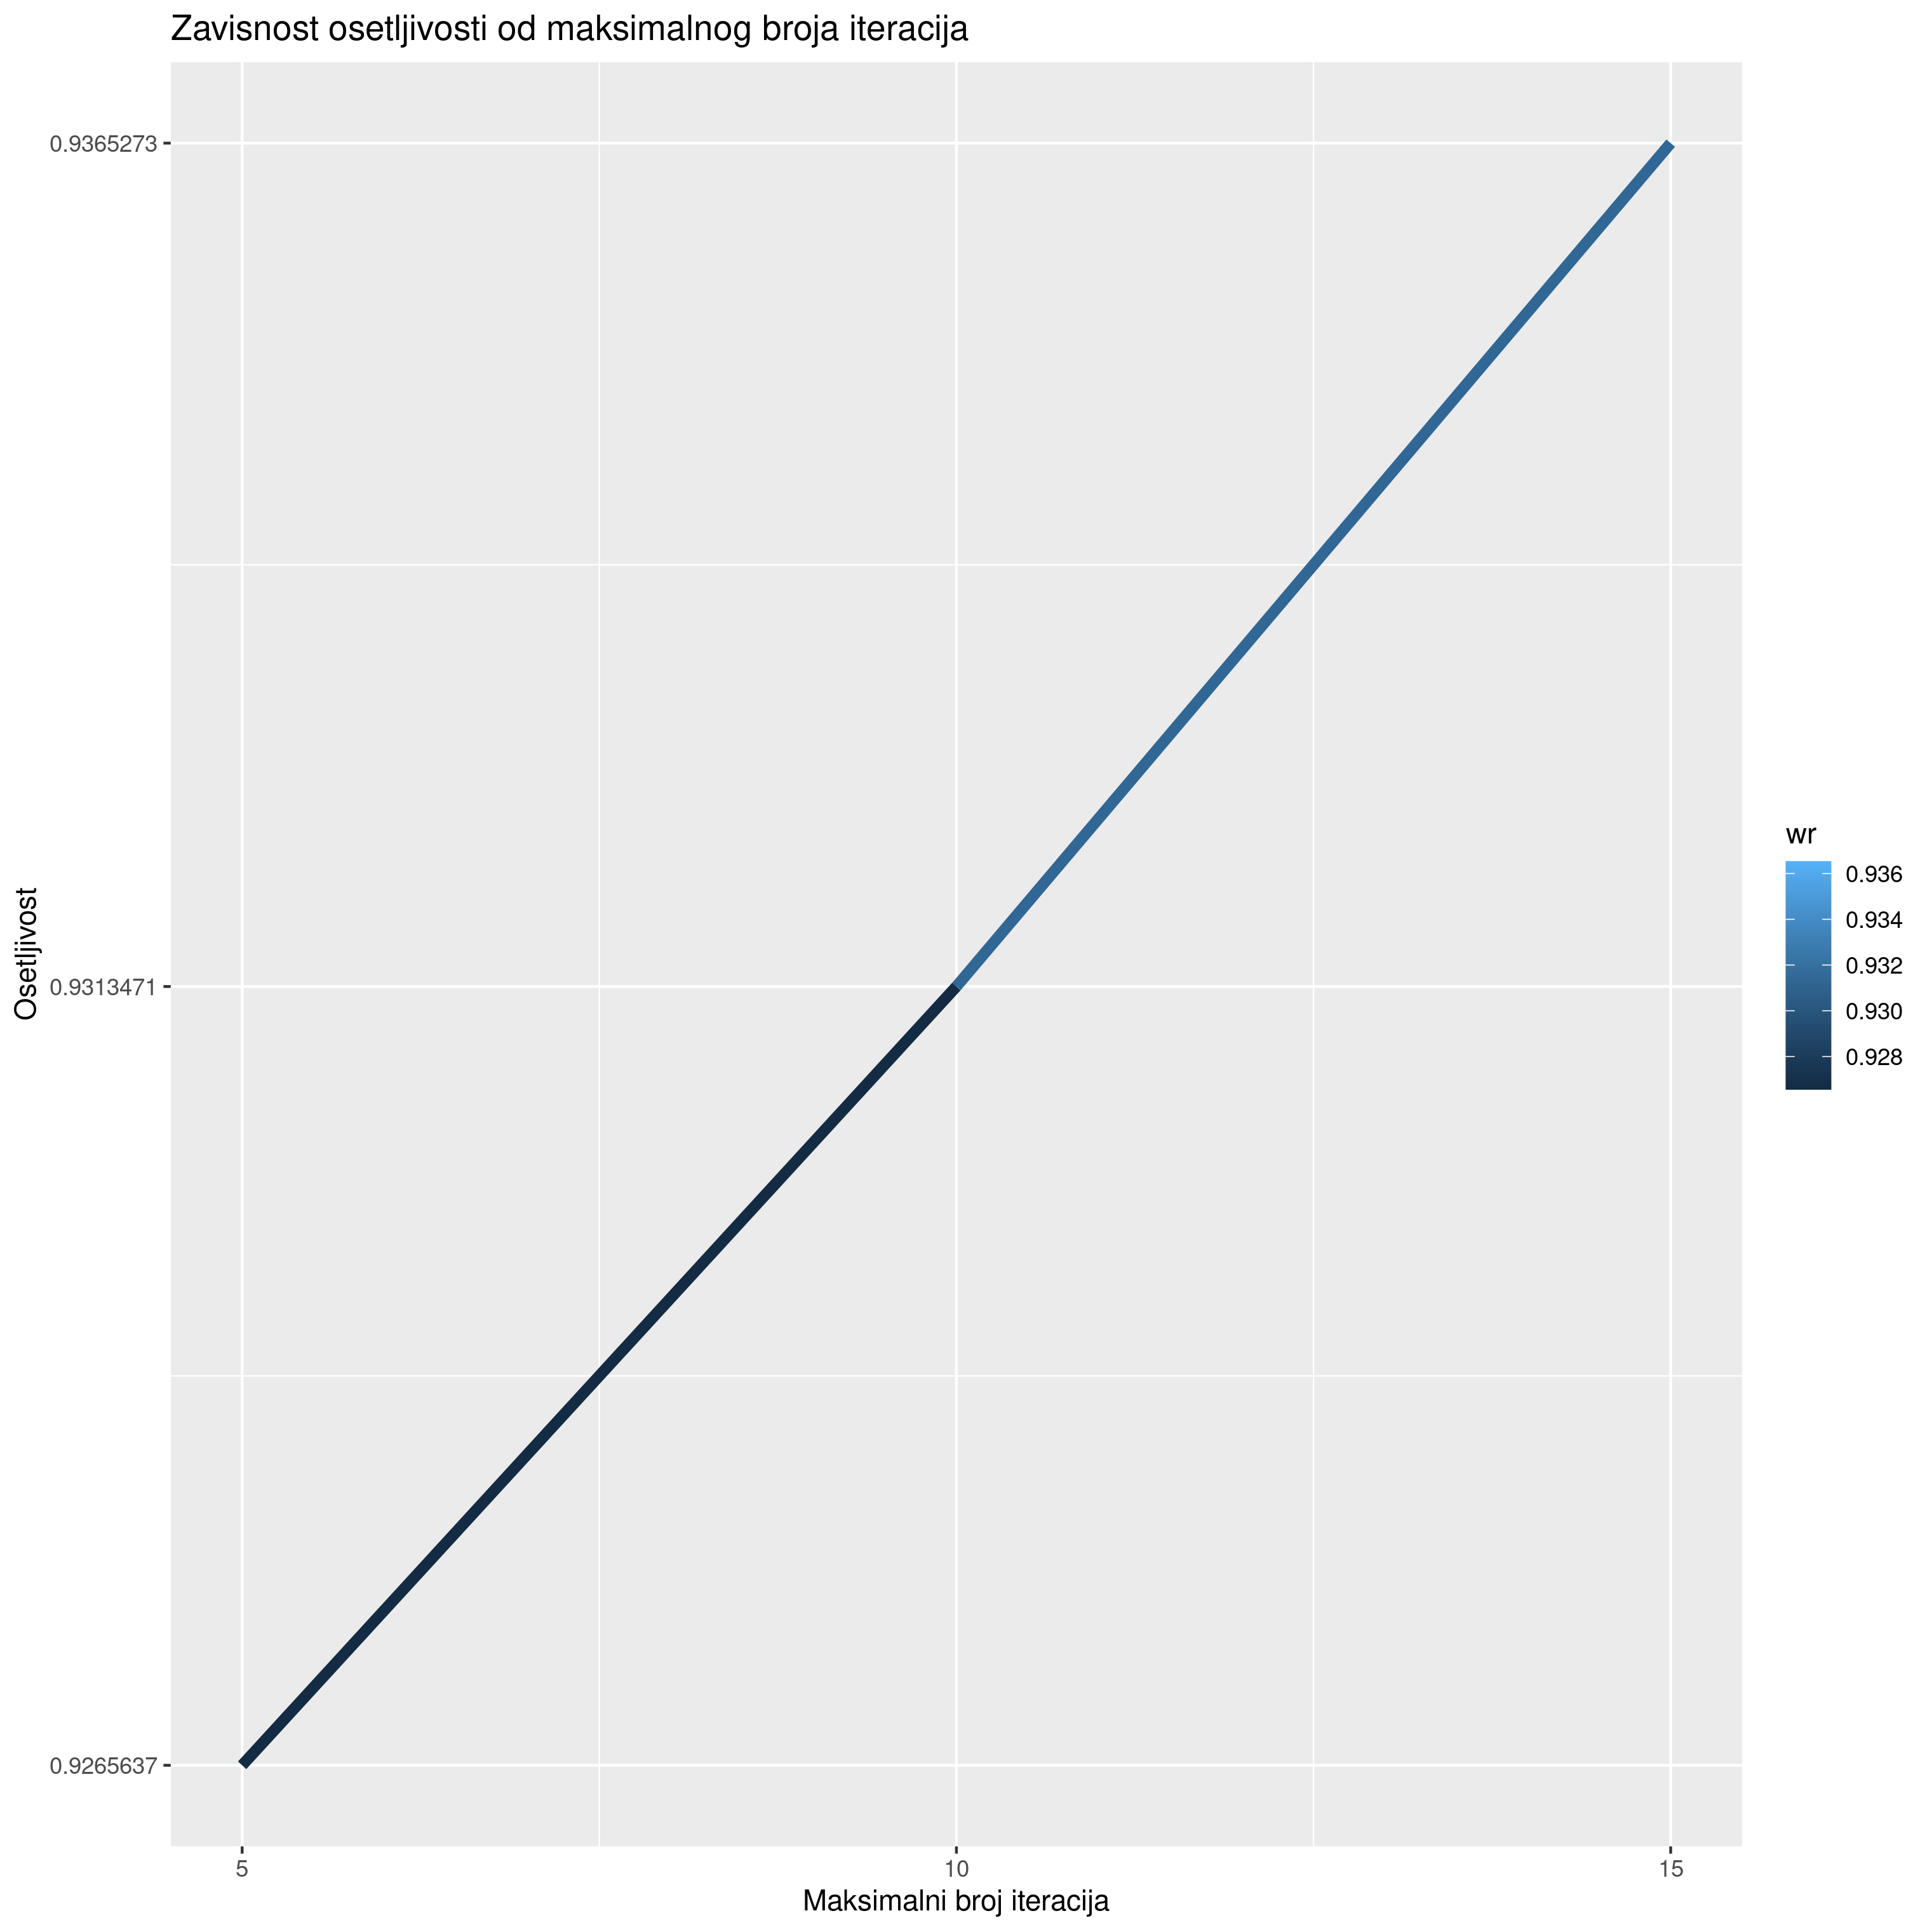 Zavisnost osetljivosti od maksimalnog broja iteracija
Osetljivost
0.9365273
0.9313471
0.9265637
5
10
15
Maksimalni broj iteracija
wr
0.936
0.934
0.932
0.930
0.928